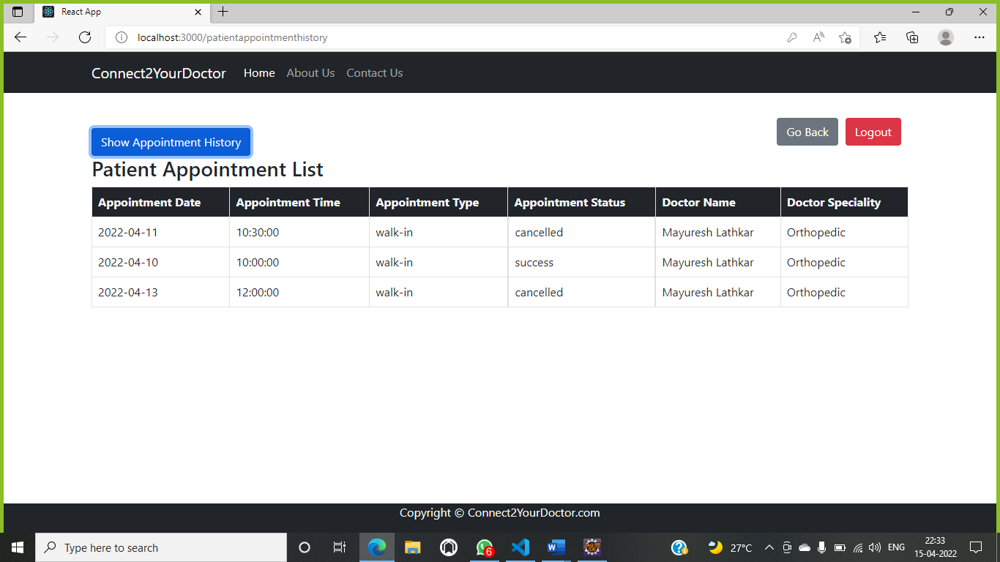 React App
localhost:3000/patientappointmenthistory
Connect2YourDoctor Home About Us Contact Us
Show Appointment History Go Back Logout
Patient Appointment List
Appointment Date Appointment Time Appointment Type Appointment Status Doctor Name Doctor Speciality
2022-04-11 10:30:00 walk-in cancelled Mayuresh Lathkar Orthopedic
2022-04-10 10:00:00 walk-in success Mayuresh Lathkar Orthopedic
2022-04-13 12:00:00 walk-in cancelled Mayuresh Lathkar Orthopedic
Copyright © Connect2YourDoctor.com
Type here to search 6 27°C ENG 22:33
15-04-2022